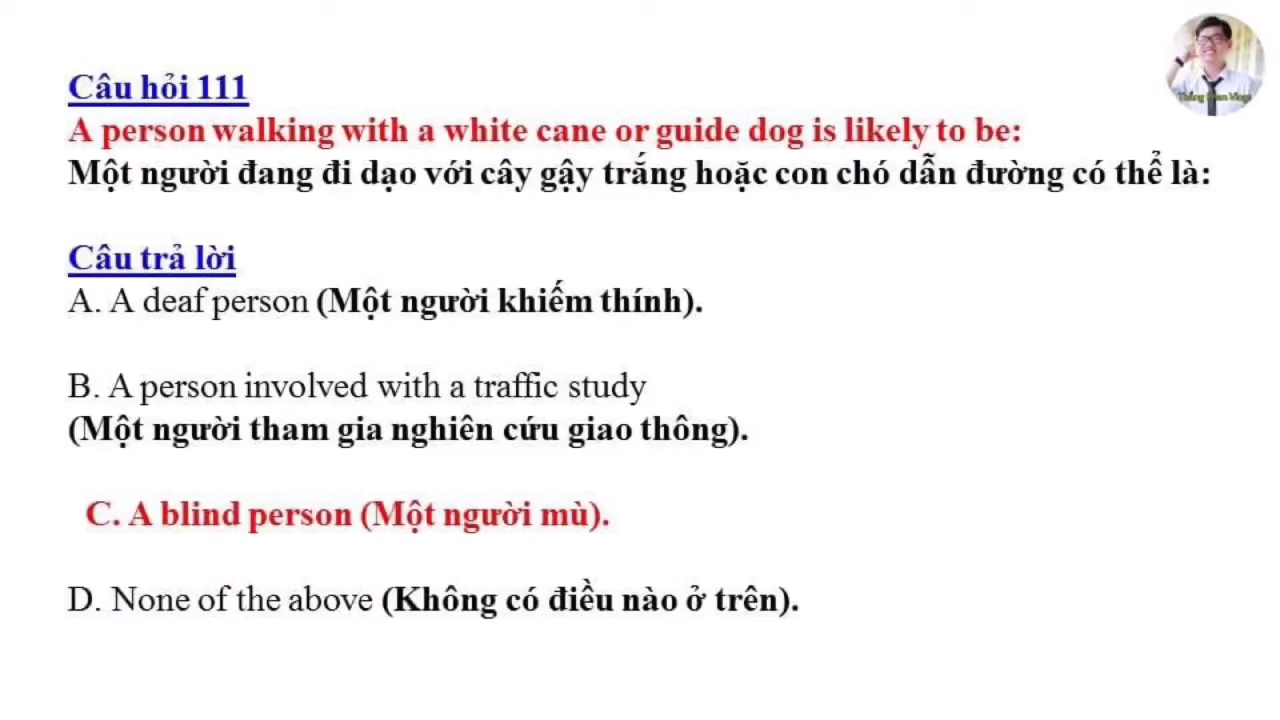 Câu hỏi 111
A person walking with a white cane or guide dog is likely to be:
Một người đang đi dạo với cây gậy trắng hoặc con chó dẫn đường có thể là:
Câu trả lời
A. A deaf person (Một người khiếm thính).
B. A person involved with a traffic study
(Một người tham gia nghiên cứu giao thông).
C. A blind person (Một người mù).
D. None of the above (Không có điều nào ở trên).